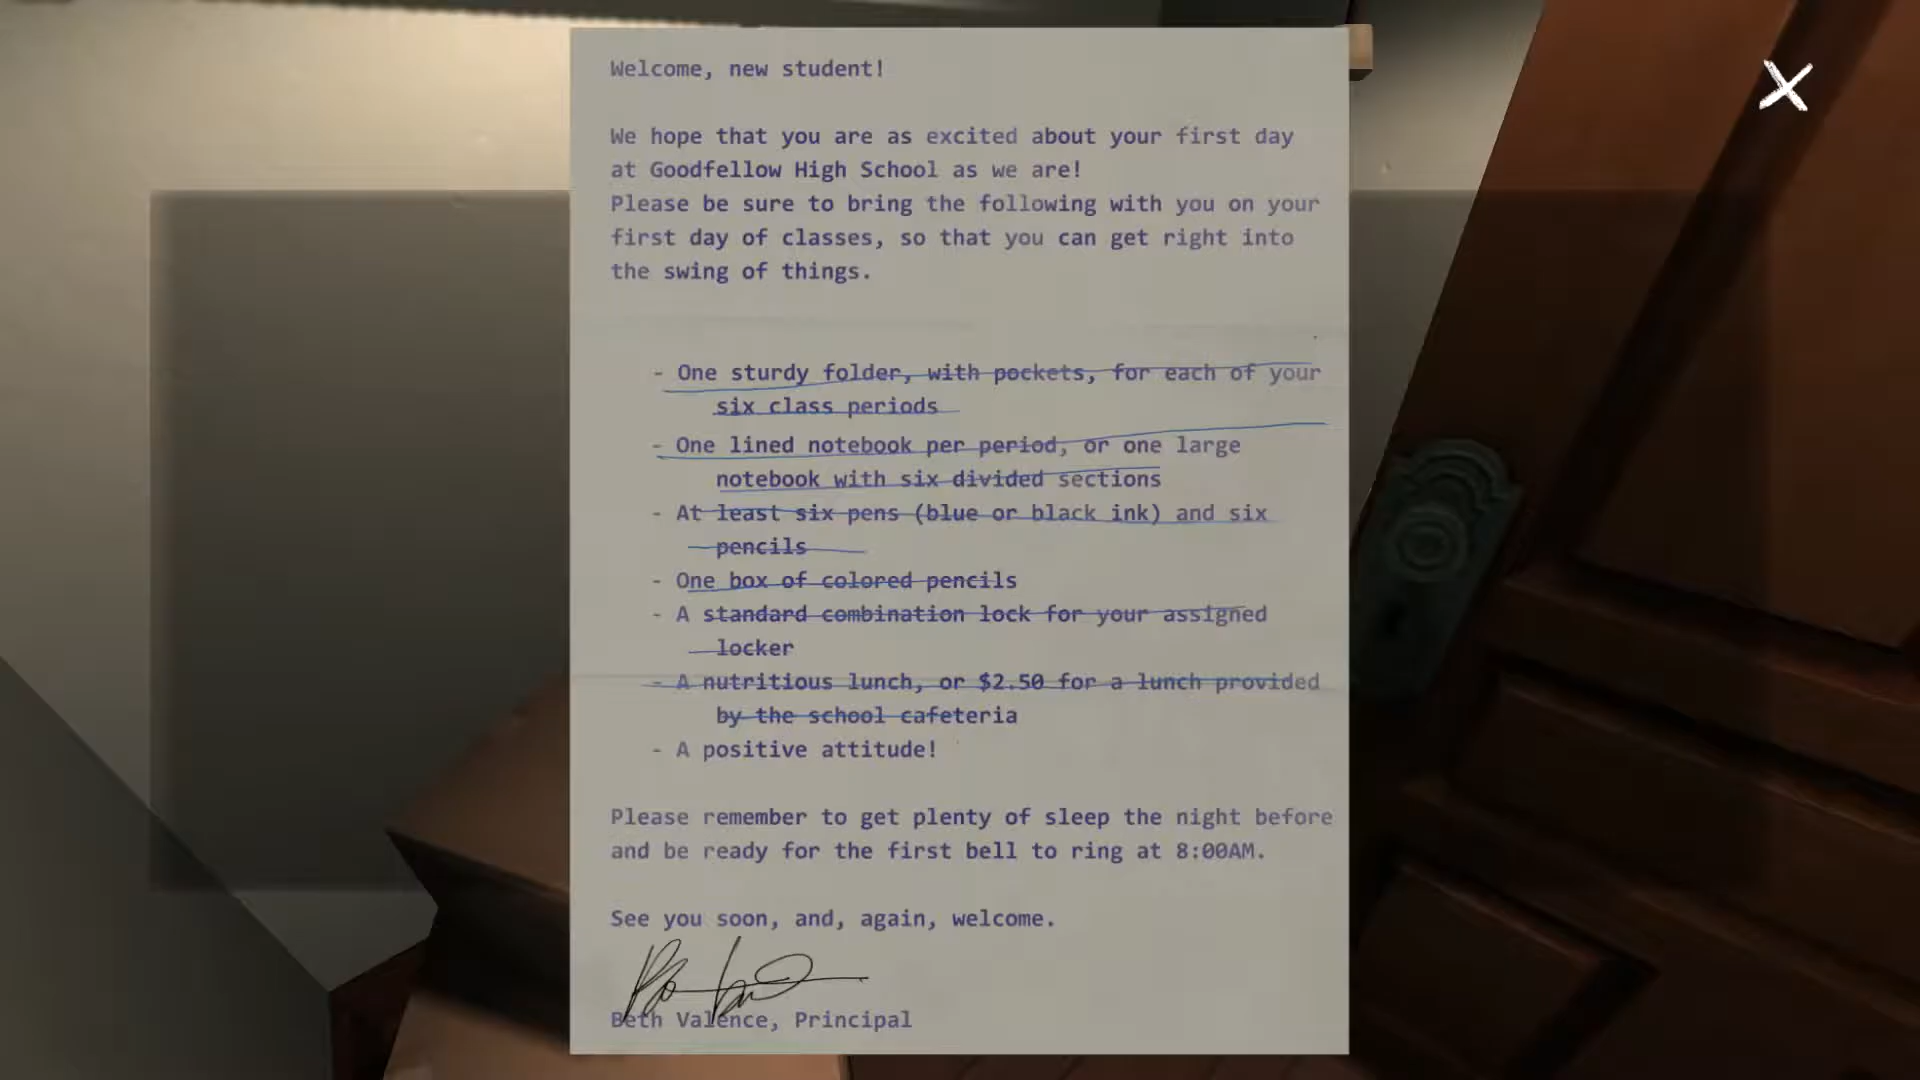 Welcome, new student!
We hope that you are as excited about your first day
at Goodfellow High School as we are!
Please be sure to bring the following with you on your
first day of classes, so that you can get right into
the swing of things.
- One sturdy folder, with pockets, for each of your
six class periods
- One lined notebook per period, or one large
notebook with six divided sections
- At least six pens (blue or black ink) and six
pencils
- One box of colored pencils
- A standard combination lock for your assigned
locker
- A nutritious lunch, or $2.50 for a lunch provided
by the school cafeteria
- A positive attitude!
Please remember to get plenty of sleep the night before
and be ready for the first bell to ring at 8:00AM.
See you soon, and, again, welcome.
Beth Valence, Principal